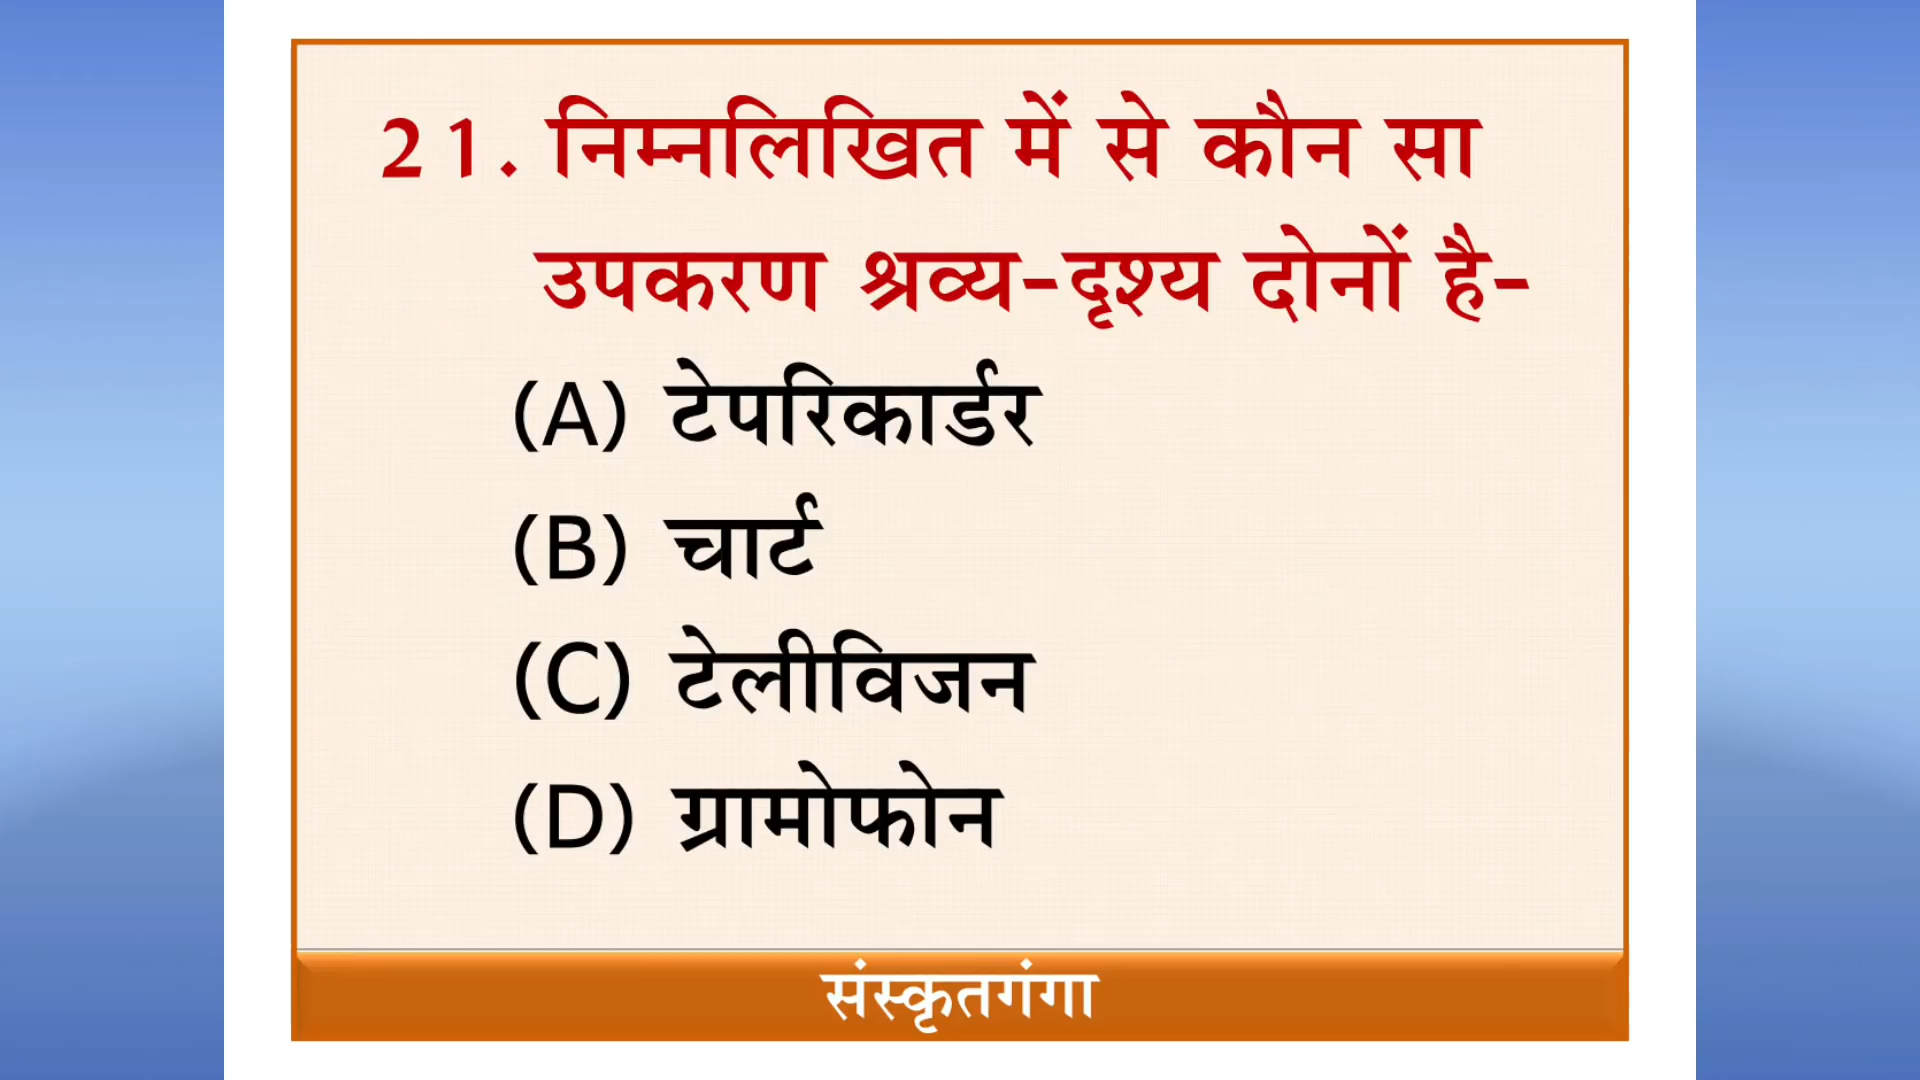 21. निम्नलिखित में से कौन सा
उपकरण श्रव्य-दृश्य दोनों है-
(A) टेपरिकार्डर
(B) चार्ट
(C) टेलीविजन
(D) ग्रामोफोन
संस्कृतगंगा